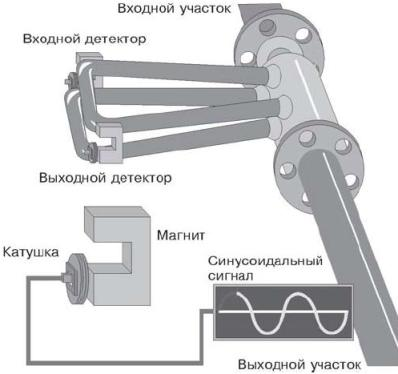 Входной участок
Входной детектор
Выходной детектор
Магнит
Катушка
Синусоидальный
сигнал
Выходной участок